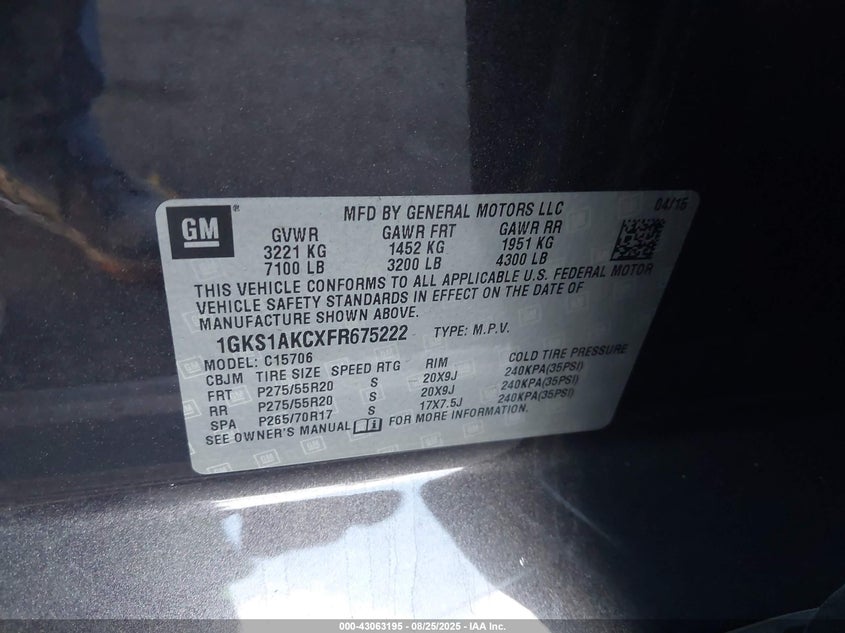 GM ®
MFD BY GENERAL MOTORS LLC
04/15
GVWR GAWR FRT GAWR RR
3221 KG 1452 KG 1951 KG
7100 LB 3200 LB 4300 LB
THIS VEHICLE CONFORMS TO ALL APPLICABLE U.S. FEDERAL MOTOR
VEHICLE SAFETY STANDARDS IN EFFECT ON THE DATE OF
MANUFACTURE SHOWN ABOVE.
1GKS1AKCXFR675222 TYPE: M.P.V.
MODEL: C15706
CBJM TIRE SIZE SPEED RTG RIM COLD TIRE PRESSURE
FRT P275/55R20 S 20X9J 240KPA(35PSI)
RR P275/55R20 S 20X9J 240KPA(35PSI)
SPA P265/70R17 S 17X7.5J 240KPA(35PSI)
SEE OWNER'S MANUAL FOR MORE INFORMATION.
000-43063195 - 08/25/2025 - IAA Inc.